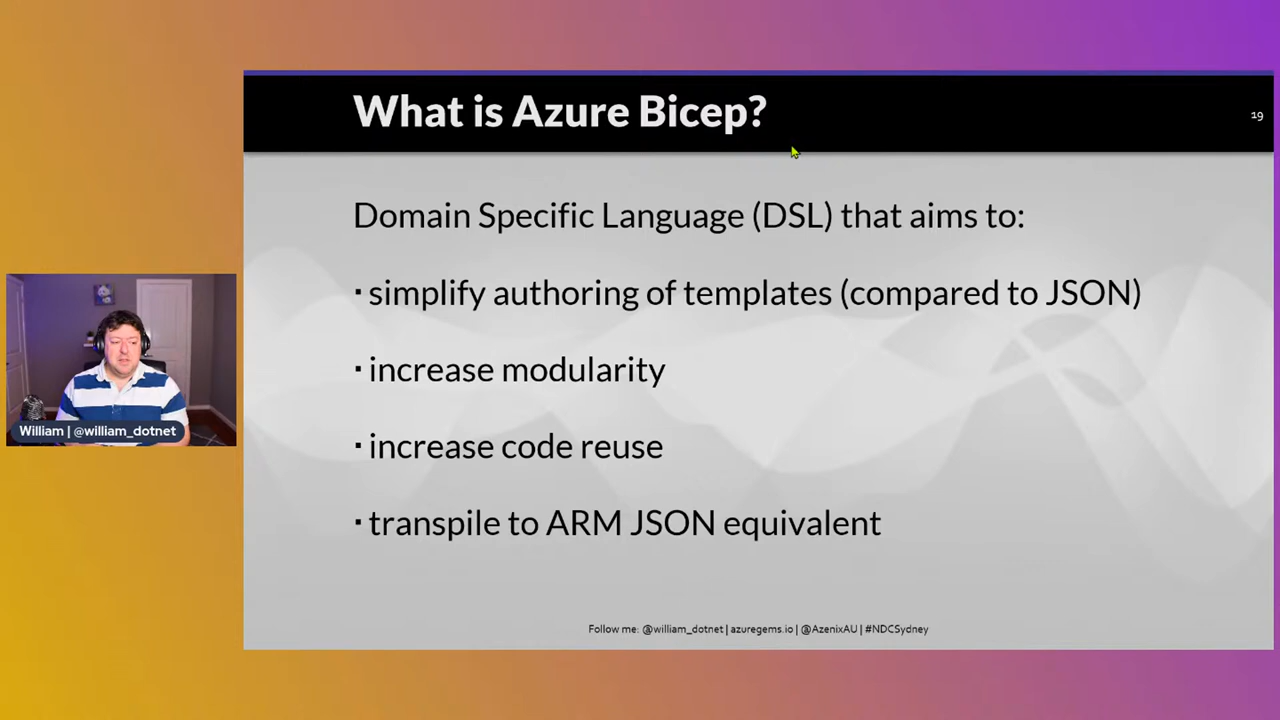 What is Azure Bicep?
19
Domain Specific Language (DSL) that aims to:
▪ simplify authoring of templates (compared to JSON)
▪ increase modularity
▪ increase code reuse
▪ transpile to ARM JSON equivalent
William | @william_dotnet
Follow me: @william_dotnet | azuregems.io | @AzenixAU | #NDCSydney